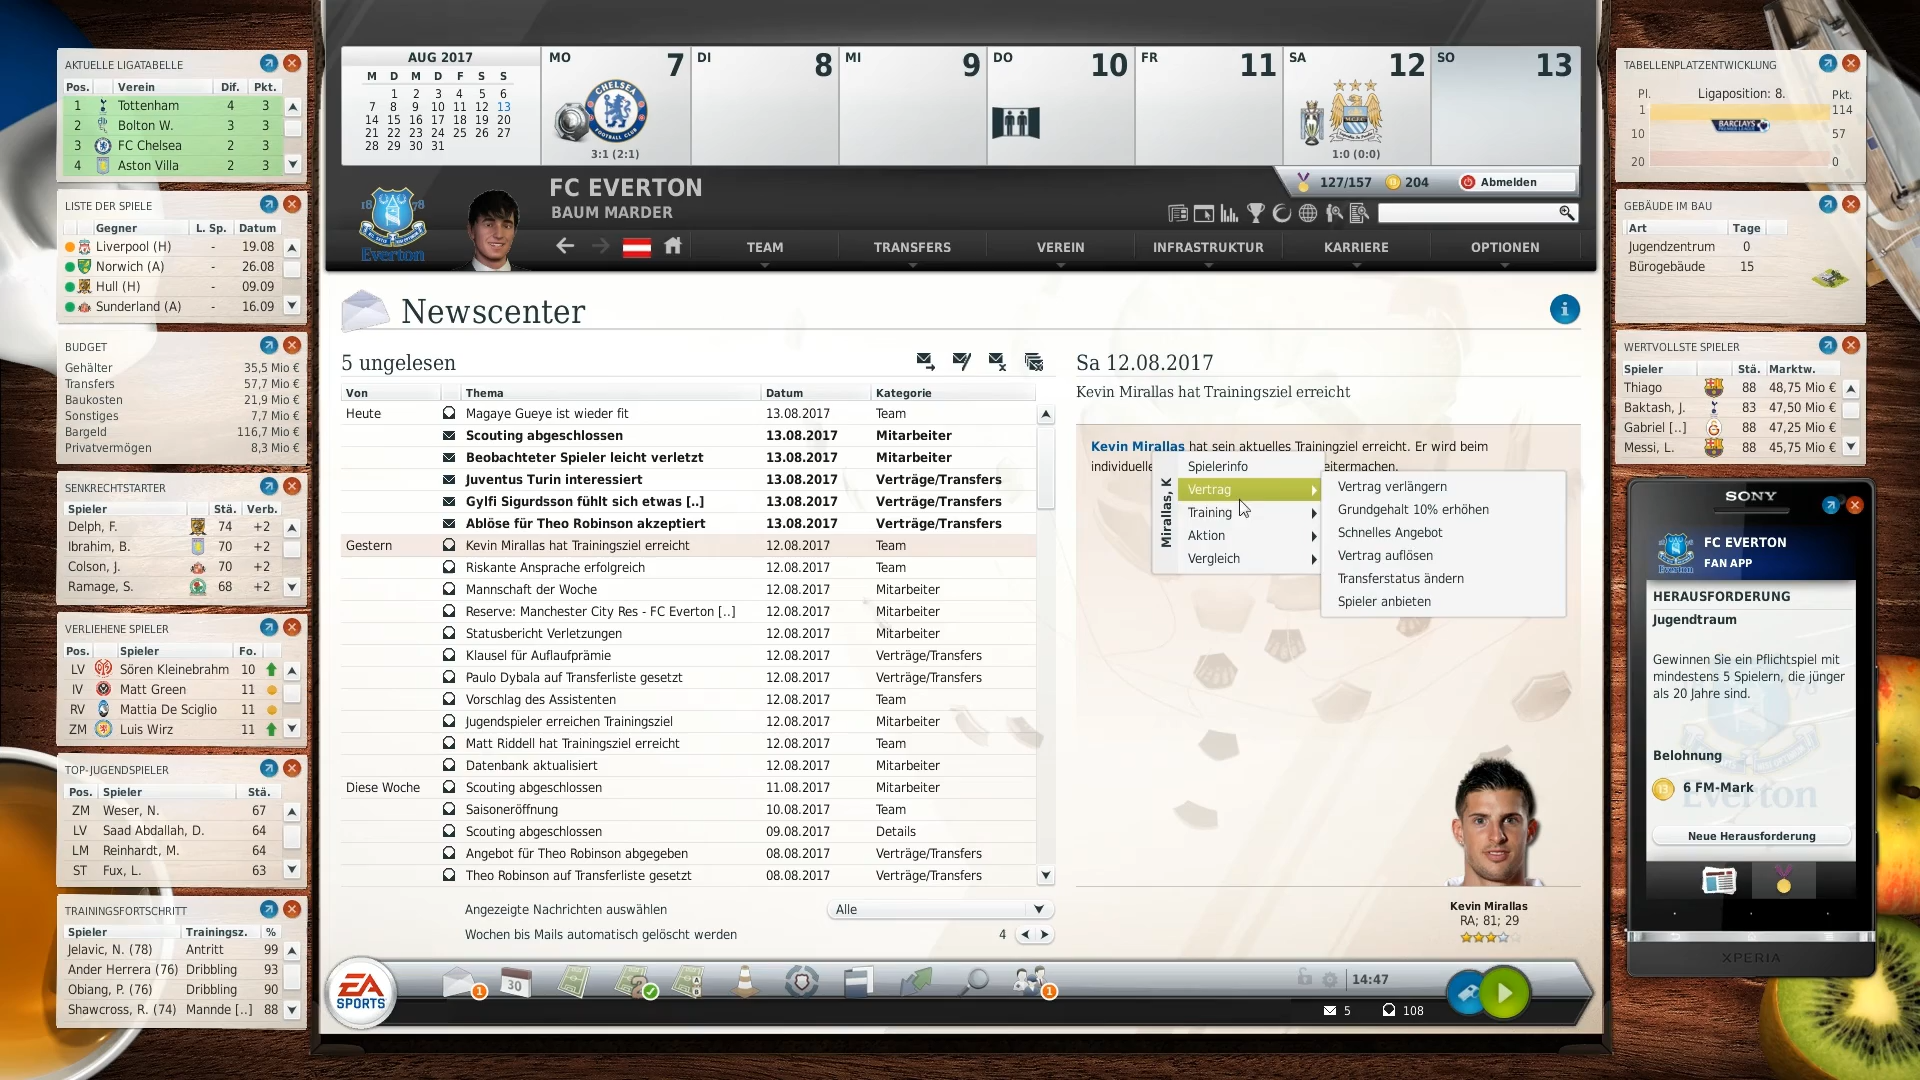 AKTUELLE LIGATABELLE
Pos. Verein Dif. Pkt.
1 Tottenham 4 3
2 Bolton W. 3 3
3 FC Chelsea 2 3
4 Aston Villa 2 3
LISTE DER SPIELE
Gegner L. Sp. Datum
Liverpool (H) - 19.08
Norwich (A) - 26.08
Hull (H) - 09.09
Sunderland (A) - 16.09
BUDGET
Gehälter 35,5 Mio €
Transfers 57,7 Mio €
Baukosten 21,9 Mio €
Sonstiges 7,7 Mio €
Bargeld 116,7 Mio €
Privatvermögen 8,3 Mio €
SENKRECHTSTARTER
Spieler Stä. Verb.
Delph, F. 74 +2
Ibrahim, B. 70 +2
Colson, J. 70 +2
Ramage, S. 68 +2
VERLIEHENE SPIELER
Pos. Spieler Fo.
LV Sören Kleinebrahm 10
IV Matt Green 11
RV Mattia De Sciglio 11
ZM Luis Wirz 11
TOP-JUGENDSPIELER
Pos. Spieler Stä.
ZM Weser, N. 67
LV Saad Abdallah, D. 64
LM Reinhardt, M. 64
ST Fux, L. 63
TRAININGSFORTSCHRITT
Spieler Trainingsz. %
Jelavic, N. (78) Antritt 99
Ander Herrera (76) Dribbling 93
Obiang, P. (76) Dribbling 90
Shawcross, R. (74) Mannde [..] 88
AUG 2017
M D M D F S S
1 2 3 4 5 6
7 8 9 10 11 12 13
14 15 16 17 18 19 20
21 22 23 24 25 26 27
28 29 30 31
MO 7
CHELSEA
FOOTBALL CLUB
3:1 (2:1)
DI 8
MI 9
DO 10
FR 11
SA 12
M.C.F.C.
1:0 (0:0)
SO 13
18 78
Everton
FC EVERTON
BAUM MARDER
127/157 204 Abmelden
TEAM TRANSFERS VEREIN INFRASTRUKTUR KARRIERE OPTIONEN
Newscenter
i
5 ungelesen
Von Thema Datum Kategorie
Heute Magaye Gueye ist wieder fit 13.08.2017 Team
Scouting abgeschlossen 13.08.2017 Mitarbeiter
Beobachteter Spieler leicht verletzt 13.08.2017 Mitarbeiter
Juventus Turin interessiert 13.08.2017 Verträge/Transfers
Gylfi Sigurdsson fühlt sich etwas [..] 13.08.2017 Verträge/Transfers
Ablöse für Theo Robinson akzeptiert 13.08.2017 Verträge/Transfers
Gestern Kevin Mirallas hat Trainingsziel erreicht 12.08.2017 Team
Riskante Ansprache erfolgreich 12.08.2017 Team
Mannschaft der Woche 12.08.2017 Mitarbeiter
Reserve: Manchester City Res - FC Everton [..] 12.08.2017 Mitarbeiter
Statusbericht Verletzungen 12.08.2017 Mitarbeiter
Klausel für Auflaufprämie 12.08.2017 Verträge/Transfers
Paulo Dybala auf Transferliste gesetzt 12.08.2017 Verträge/Transfers
Vorschlag des Assistenten 12.08.2017 Team
Jugendspieler erreichen Trainingsziel 12.08.2017 Mitarbeiter
Matt Riddell hat Trainingsziel erreicht 12.08.2017 Team
Datenbank aktualisiert 12.08.2017 Mitarbeiter
Diese Woche Scouting abgeschlossen 11.08.2017 Mitarbeiter
Saisoneröffnung 10.08.2017 Team
Scouting abgeschlossen 09.08.2017 Details
Angebot für Theo Robinson abgegeben 08.08.2017 Verträge/Transfers
Theo Robinson auf Transferliste gesetzt 08.08.2017 Verträge/Transfers
Angezeigte Nachrichten auswählen Alle
Wochen bis Mails automatisch gelöscht werden 4
Sa 12.08.2017
Kevin Mirallas hat Trainingsziel erreicht
Kevin Mirallas hat sein aktuelles Trainingziel erreicht. Er wird beim
individuelle eitermachen.
Mirallas, K
Spielerinfo
Vertrag
Training
Aktion
Vergleich
Vertrag verlängern
Grundgehalt 10% erhöhen
Schnelles Angebot
Vertrag auflösen
Transferstatus ändern
Spieler anbieten
Kevin Mirallas
RA; 81; 29
EA
SPORTS
1
30
1
14:47
5 108
TABELLENPLATZENTWICKLUNG
Pl. Ligaposition: 8. Pkt.
1 114
BARCLAYS
10 57
20 0
GEBÄUDE IM BAU
Art Tage
Jugendzentrum 0
Bürogebäude 15
WERTVOLLSTE SPIELER
Spieler Stä. Marktw.
Thiago 88 48,75 Mio €
Baktash, J. 83 47,50 Mio €
Gabriel [..] 88 47,25 Mio €
Messi, L. 88 45,75 Mio €
SONY
Everton
FC EVERTON
FAN APP
HERAUSFORDERUNG
Jugendtraum
Gewinnen Sie ein Pflichtspiel mit
mindestens 5 Spielern, die jünger
als 20 Jahre sind.
Belohnung
13 6 FM-Mark
Everton
Neue Herausforderung
XPERIA